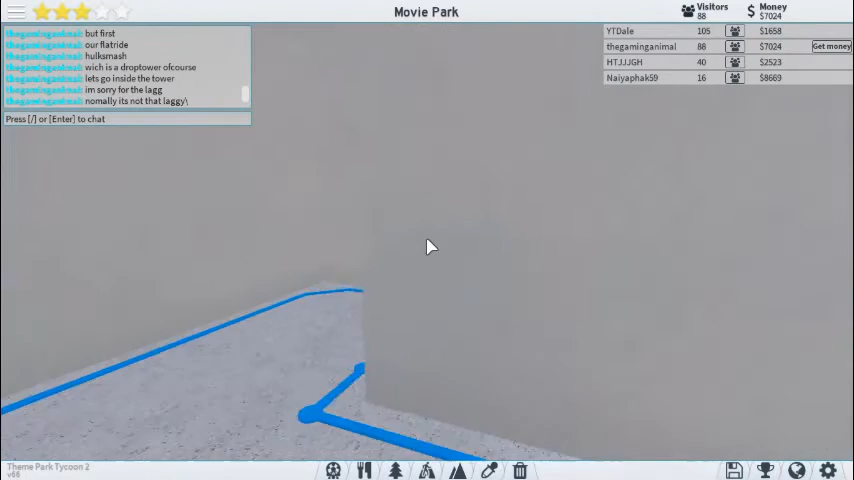 Movie Park
Visitors
88
Money
$7024
thegaminganimal: but first
thegaminganimal: our flatride
thegaminganimal: hulksmash
thegaminganimal: wich is a droptower ofcourse
thegaminganimal: lets go inside the tower
thegaminganimal: im sorry for the lagg
thegaminganimal: nomally its not that laggy\
Press [/] or [Enter] to chat
YTDale 105 $1658
thegaminganimal 88 $7024 Get money
HTJJJGH 40 $2523
Naiyaphak59 16 $8669
Theme Park Tycoon 2
v66